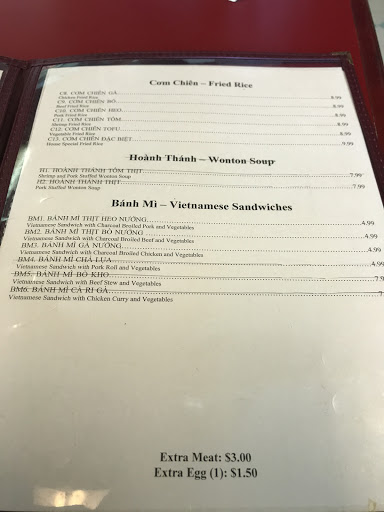 Cơm Chiên – Fried Rice
C8. CƠM CHIÊN GÀ
Chicken Fried Rice 8.99
C9. CƠM CHIÊN BÒ
Beef Fried Rice 8.99
C10. CƠM CHIÊN HEO
Pork Fried Rice 8.99
C11. CƠM CHIÊN TÔM
Shrimp Fried Rice 8.99
C12. CƠM CHIÊN TOFU
Vegetable Fried Rice 8.99
C13. CƠM CHIÊN ĐẶC BIỆT
House Special Fried Rice 9.99
Hoành Thánh – Wonton Soup
H1. HOÀNH THÁNH TÔM THỊT
Shrimp and Pork Stuffed Wonton Soup 7.99
H2. HOÀNH THÁNH THỊT
Pork Stuffed Wonton Soup 7.99
Bánh Mì – Vietnamese Sandwiches
BM1. BÁNH MÌ THỊT HEO NƯỚNG 4.99
Vietnamese Sandwich with Charcoal Broiled Pork and Vegetables
BM2. BÁNH MÌ THỊT BÒ NƯỚNG 4.99
Vietnamese Sandwich with Charcoal Broiled Beef and Vegetables
BM3. BÁNH MÌ GÀ NƯỚNG 4.99
Vietnamese Sandwich with Charcoal Broiled Chicken and Vegetables
BM4. BÁNH MÌ CHẢ LỤA 4.99
Vietnamese Sandwich with Pork Roll and Vegetables
BM5. BÁNH MÌ BÒ KHO 7.9
Vietnamese Sandwich with Beef Stew and Vegetables
BM6. BÁNH MÌ CÀ RI GÀ 7
Vietnamese Sandwich with Chicken Curry and Vegetables
Extra Meat: $3.00
Extra Egg (1): $1.50